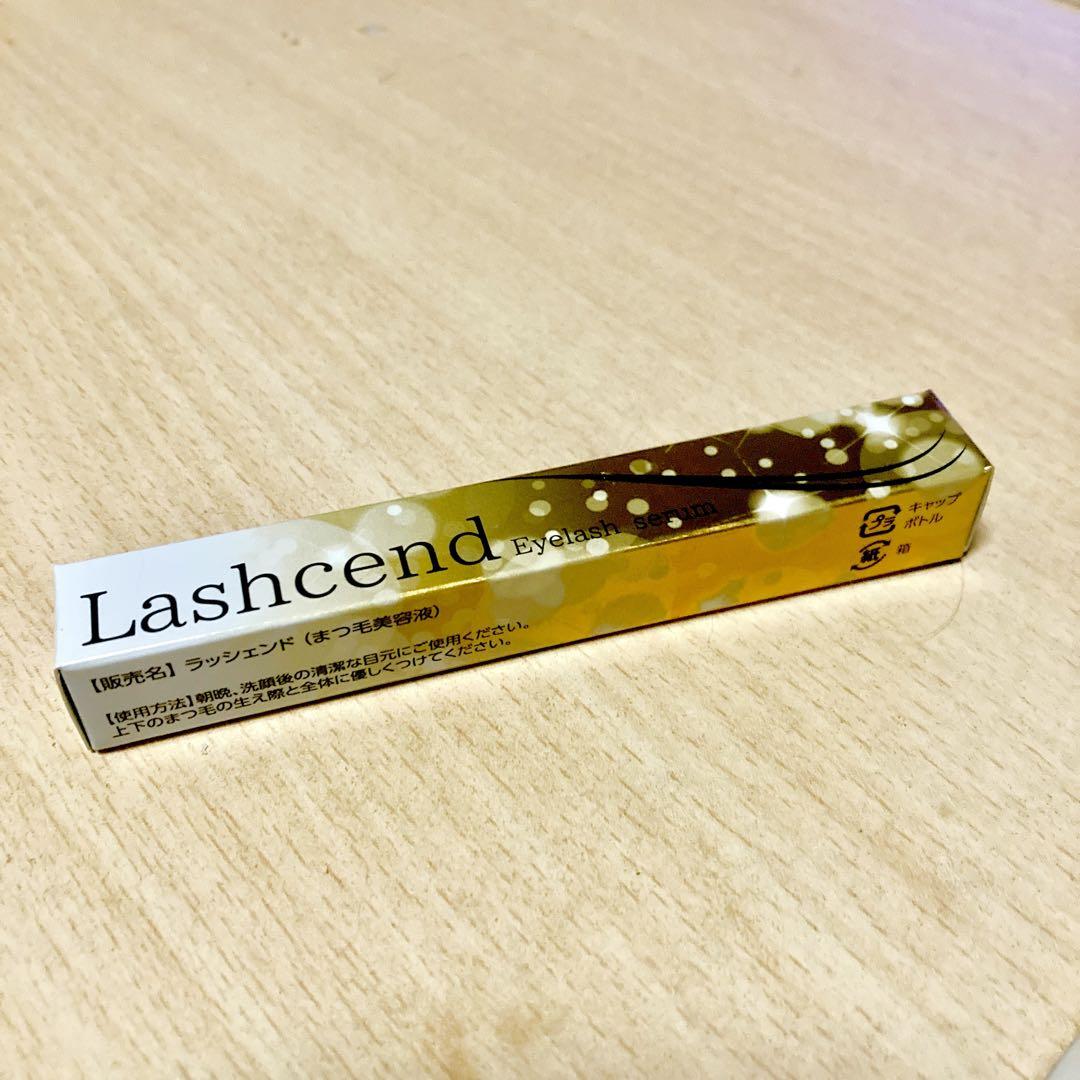 Lashcend Eyelash serum
【販売名】ラッシェンド(まつ毛美容液)
【使用方法】朝晩、洗顔後の清潔な目元にご使用ください。
上下のまつ毛の生え際と全体に優しくつけてください。
プラ キャップ
ボトル
紙 箱